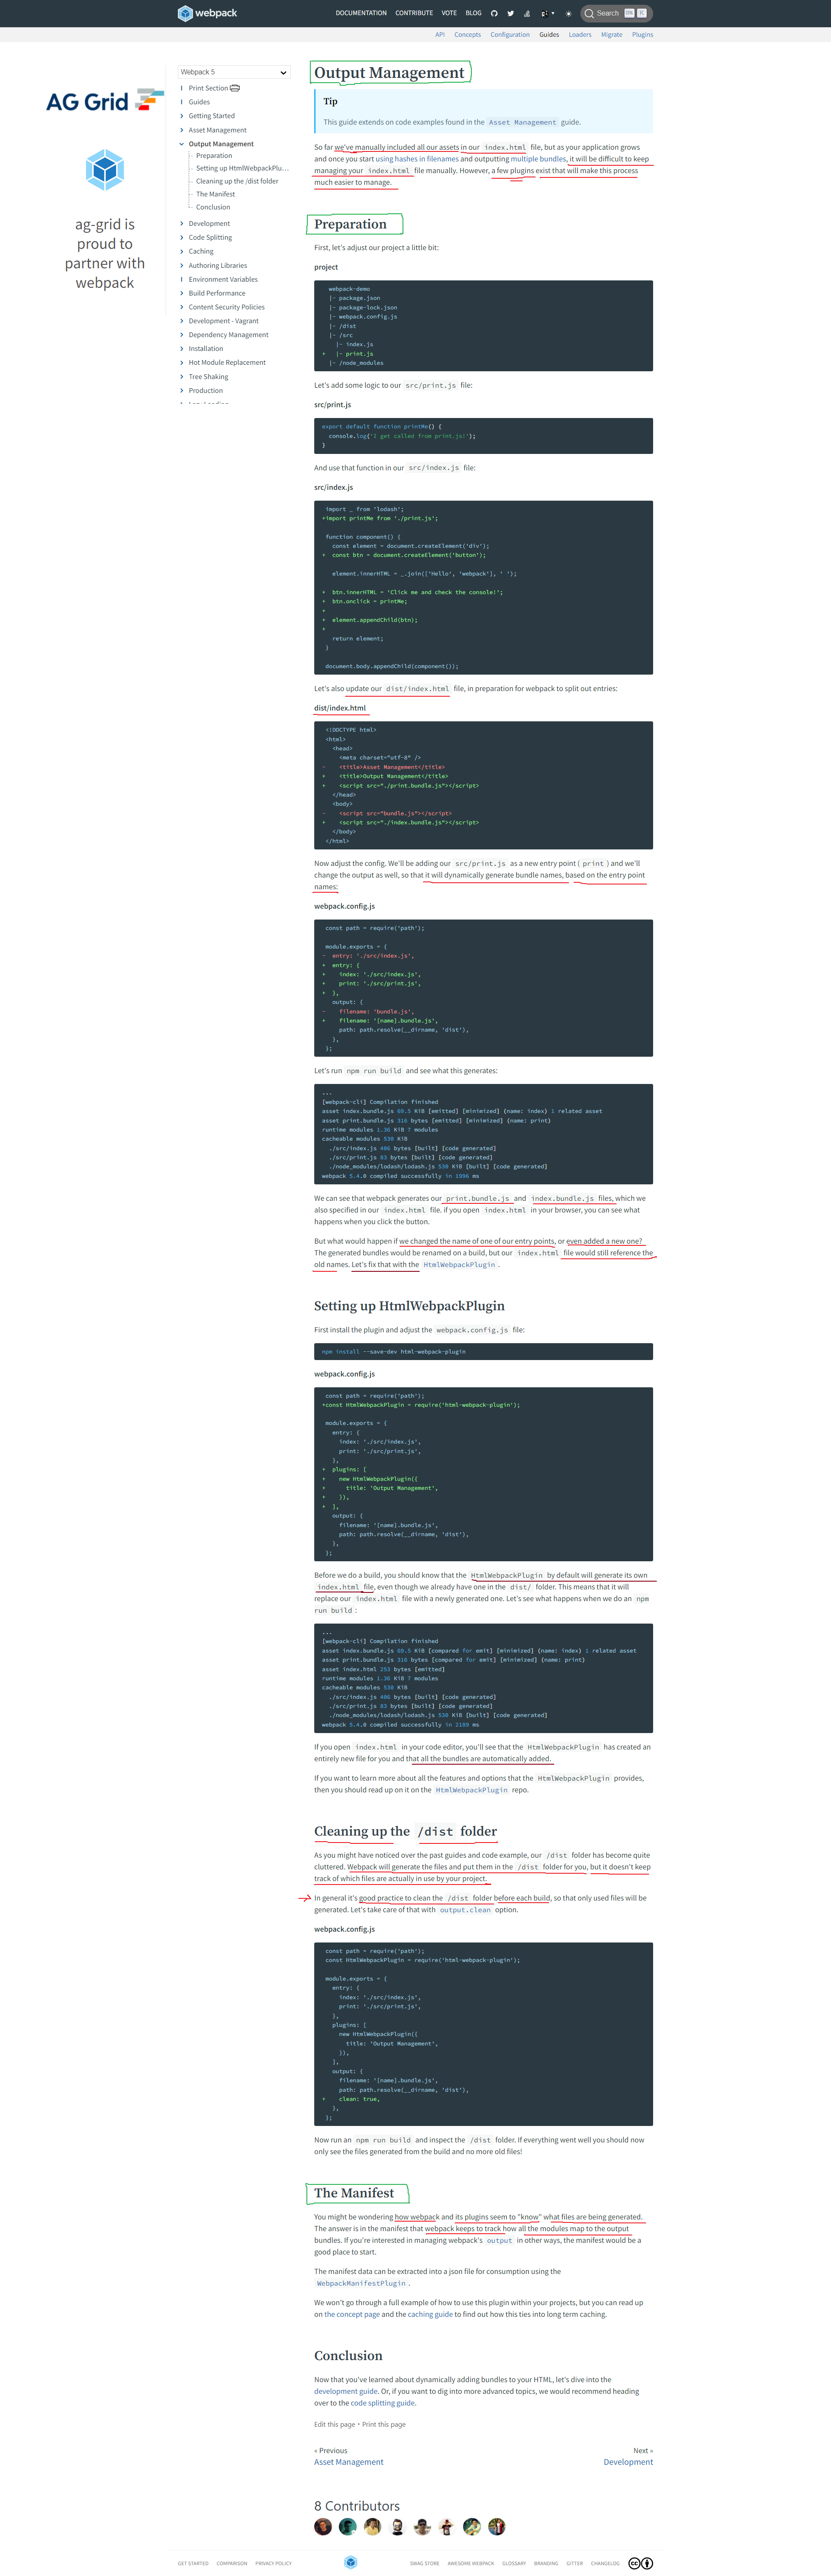 webpack
DOCUMENTATION CONTRIBUTE VOTE BLOG
Search
API Concepts Configuration Guides Loaders Migrate Plugins
AG Grid
ag-grid is
proud to
partner with
webpack
Webpack 5
Print Section
Guides
Getting Started
Asset Management
Output Management
Preparation
Setting up HtmlWebpackPlu...
Cleaning up the /dist folder
The Manifest
Conclusion
Development
Code Splitting
Caching
Authoring Libraries
Environment Variables
Build Performance
Content Security Policies
Development - Vagrant
Dependency Management
Installation
Hot Module Replacement
Tree Shaking
Production
Output Management
Tip
This guide extends on code examples found in the Asset Management guide.
So far we've manually included all our assets in our index.html file, but as your application grows
and once you start using hashes in filenames and outputting multiple bundles, it will be difficult to keep
managing your index.html file manually. However, a few plugins exist that will make this process
much easier to manage.
Preparation
First, let's adjust our project a little bit:
project
webpack-demo
|- package.json
|- package-lock.json
|- webpack.config.js
|- /dist
|- /src
|- index.js
+ |- print.js
|- /node_modules
Let's add some logic to our src/print.js file:
src/print.js
export default function printMe() {
console.log('I get called from print.js!');
}
And use that function in our src/index.js file:
src/index.js
import _ from 'lodash';
+import printMe from './print.js';
function component() {
const element = document.createElement('div');
+ const btn = document.createElement('button');
element.innerHTML = _.join(['Hello', 'webpack'], ' ');
+ btn.innerHTML = 'Click me and check the console!';
+ btn.onclick = printMe;
+
+ element.appendChild(btn);
+
return element;
}
document.body.appendChild(component());
Let's also update our dist/index.html file, in preparation for webpack to split out entries:
dist/index.html
<!DOCTYPE html>
<html>
<head>
<meta charset="utf-8" />
- <title>Asset Management</title>
+ <title>Output Management</title>
+ <script src="./print.bundle.js"></script>
</head>
<body>
- <script src="bundle.js"></script>
+ <script src="./index.bundle.js"></script>
</body>
</html>
Now adjust the config. We'll be adding our src/print.js as a new entry point ( print ) and we'll
change the output as well, so that it will dynamically generate bundle names, based on the entry point
names:
webpack.config.js
const path = require('path');
module.exports = {
- entry: './src/index.js',
+ entry: {
+ index: './src/index.js',
+ print: './src/print.js',
+ },
output: {
- filename: 'bundle.js',
+ filename: '[name].bundle.js',
path: path.resolve(__dirname, 'dist'),
},
};
Let's run npm run build and see what this generates:
...
[webpack-cli] Compilation finished
asset index.bundle.js 69.5 KiB [emitted] [minimized] (name: index) 1 related asset
asset print.bundle.js 316 bytes [emitted] [minimized] (name: print)
runtime modules 1.36 KiB 7 modules
cacheable modules 530 KiB
./src/index.js 406 bytes [built] [code generated]
./src/print.js 83 bytes [built] [code generated]
./node_modules/lodash/lodash.js 530 KiB [built] [code generated]
webpack 5.4.0 compiled successfully in 1996 ms
We can see that webpack generates our print.bundle.js and index.bundle.js files, which we
also specified in our index.html file. if you open index.html in your browser, you can see what
happens when you click the button.
But what would happen if we changed the name of one of our entry points, or even added a new one?
The generated bundles would be renamed on a build, but our index.html file would still reference the
old names. Let's fix that with the HtmlWebpackPlugin.
Setting up HtmlWebpackPlugin
First install the plugin and adjust the webpack.config.js file:
npm install --save-dev html-webpack-plugin
webpack.config.js
const path = require('path');
+const HtmlWebpackPlugin = require('html-webpack-plugin');
module.exports = {
entry: {
index: './src/index.js',
print: './src/print.js',
},
+ plugins: [
+ new HtmlWebpackPlugin({
+ title: 'Output Management',
+ }),
+ ],
output: {
filename: '[name].bundle.js',
path: path.resolve(__dirname, 'dist'),
},
};
Before we do a build, you should know that the HtmlWebpackPlugin by default will generate its own
index.html file, even though we already have one in the dist/ folder. This means that it will
replace our index.html file with a newly generated one. Let's see what happens when we do an npm
run build :
...
[webpack-cli] Compilation finished
asset index.bundle.js 69.5 KiB [compared for emit] [minimized] (name: index) 1 related asset
asset print.bundle.js 316 bytes [compared for emit] [minimized] (name: print)
asset index.html 253 bytes [emitted]
runtime modules 1.36 KiB 7 modules
cacheable modules 530 KiB
./src/index.js 406 bytes [built] [code generated]
./src/print.js 83 bytes [built] [code generated]
./node_modules/lodash/lodash.js 530 KiB [built] [code generated]
webpack 5.4.0 compiled successfully in 2189 ms
If you open index.html in your code editor, you'll see that the HtmlWebpackPlugin has created an
entirely new file for you and that all the bundles are automatically added.
If you want to learn more about all the features and options that the HtmlWebpackPlugin provides,
then you should read up on it on the HtmlWebpackPlugin repo.
Cleaning up the /dist folder
As you might have noticed over the past guides and code example, our /dist folder has become quite
cluttered. Webpack will generate the files and put them in the /dist folder for you, but it doesn't keep
track of which files are actually in use by your project.
In general it's good practice to clean the /dist folder before each build, so that only used files will be
generated. Let's take care of that with output.clean option.
webpack.config.js
const path = require('path');
const HtmlWebpackPlugin = require('html-webpack-plugin');
module.exports = {
entry: {
index: './src/index.js',
print: './src/print.js',
},
plugins: [
new HtmlWebpackPlugin({
title: 'Output Management',
}),
],
output: {
filename: '[name].bundle.js',
path: path.resolve(__dirname, 'dist'),
+ clean: true,
},
};
Now run an npm run build and inspect the /dist folder. If everything went well you should now
only see the files generated from the build and no more old files!
The Manifest
You might be wondering how webpack and its plugins seem to "know" what files are being generated.
The answer is in the manifest that webpack keeps to track how all the modules map to the output
bundles. If you're interested in managing webpack's output in other ways, the manifest would be a
good place to start.
The manifest data can be extracted into a json file for consumption using the
WebpackManifestPlugin.
We won't go through a full example of how to use this plugin within your projects, but you can read up
on the concept page and the caching guide to find out how this ties into long term caching.
Conclusion
Now that you've learned about dynamically adding bundles to your HTML, let's dive into the
development guide. Or, if you want to dig into more advanced topics, we would recommend heading
over to the code splitting guide.
Edit this page • Print this page
« Previous
Asset Management
Next »
Development
8 Contributors
GET STARTED COMPARISON PRIVACY POLICY SWAG STORE AWESOME WEBPACK GLOSSARY BRANDING GITTER CHANGELOG